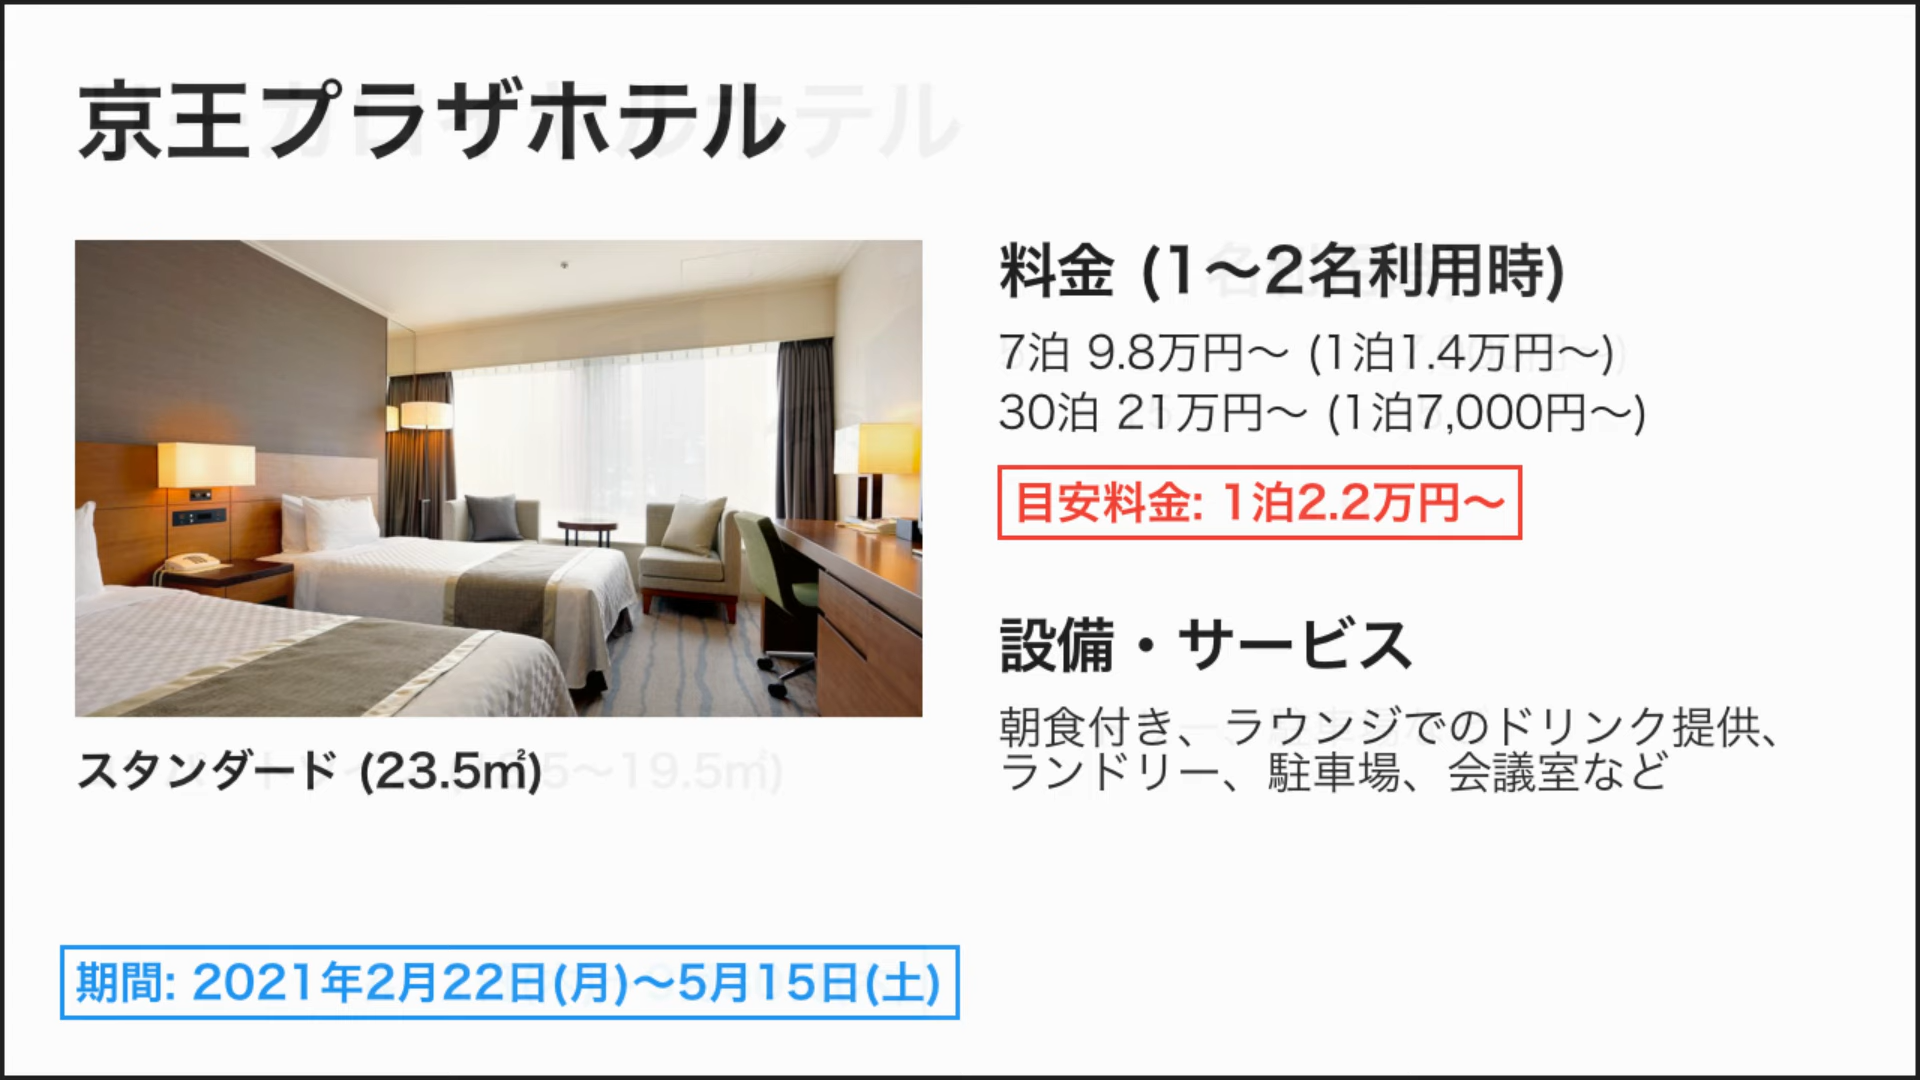 京王プラザホテル
料金 (1〜2名利用時)
7泊 9.8万円〜 (1泊1.4万円〜)
30泊 21万円〜 (1泊7,000円〜)
目安料金: 1泊2.2万円〜
設備・サービス
朝食付き、ラウンジでのドリンク提供、
ランドリー、駐車場、会議室など
スタンダード (23.5㎡)
期間: 2021年2月22日(月)〜5月15日(土)